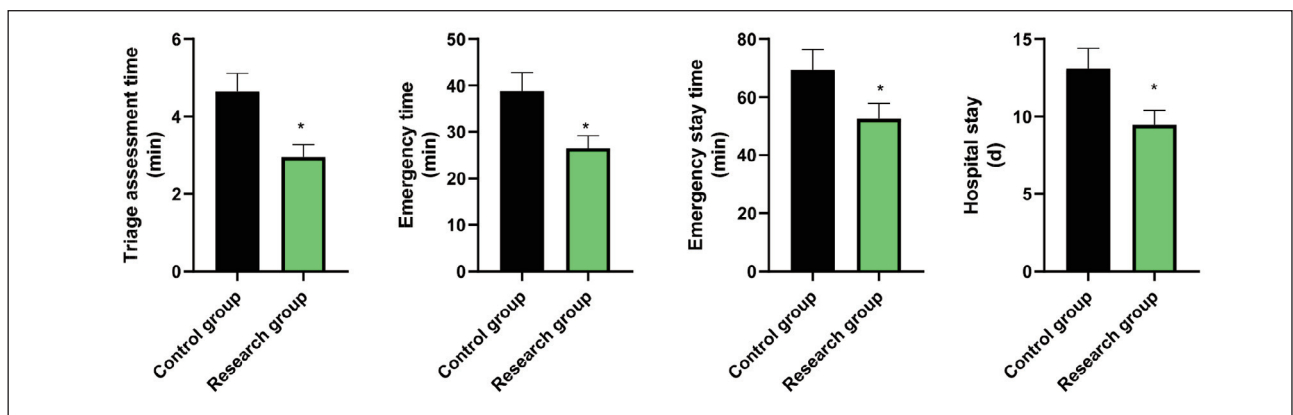 Triage assessment time
(min)
6
4
2
0
*
Control group
Research group
Emergency time
(min)
50
40
30
20
10
0
*
Control group
Research group
Emergency stay time
(min)
80
60
40
20
0
*
Control group
Research group
Hospital stay
(d)
15
10
5
0
*
Control group
Research group